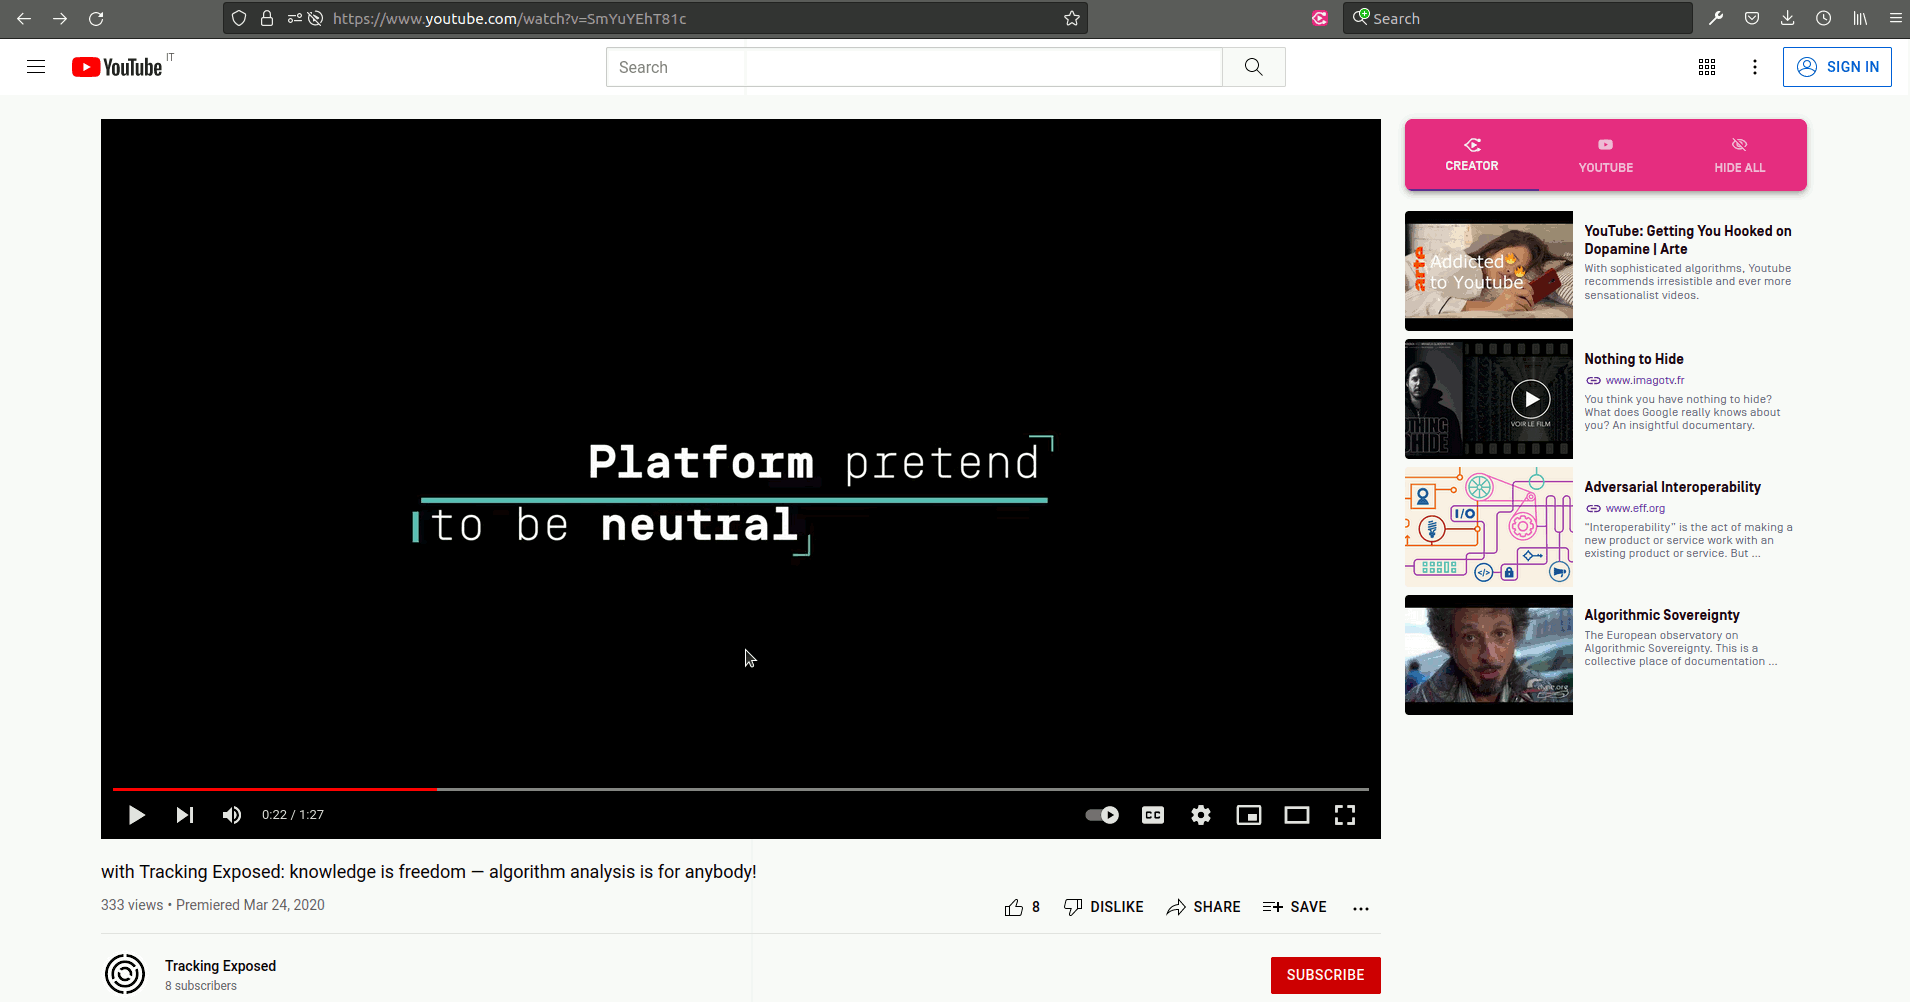 https://www.youtube.com/watch?v=SmYuYEhT81c
Search
YouTube IT
Search
SIGN IN
Platform pretend
to be neutral
0:22 / 1:27
CC
with Tracking Exposed: knowledge is freedom — algorithm analysis is for anybody!
333 views • Premiered Mar 24, 2020
8
DISLIKE
SHARE
SAVE
Tracking Exposed
8 subscribers
SUBSCRIBE
CREATOR
YOUTUBE
HIDE ALL
arte
Addicted
to Youtube
YouTube: Getting You Hooked on
Dopamine | Arte
With sophisticated algorithms, Youtube
recommends irresistible and ever more
sensationalist videos.
VOIR LE FILM
Nothing to Hide
www.imagotv.fr
You think you have nothing to hide?
What does Google really knows about
you? An insightful documentary.
I/O
</>
Adversarial Interoperability
www.eff.org
“Interoperability” is the act of making a
new product or service work with an
existing product or service. But ...
Algorithmic Sovereignty
The European observatory on
Algorithmic Sovereignty. This is a
collective place of documentation ...